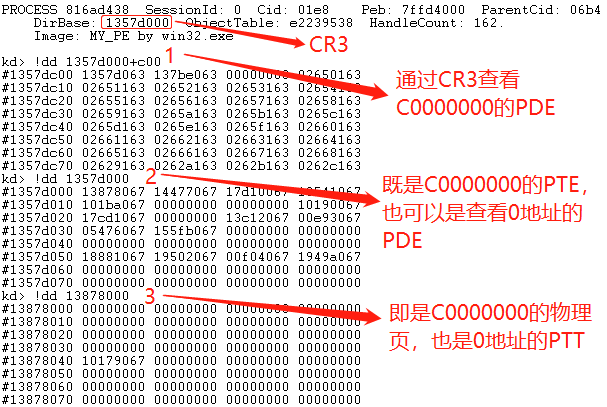 PROCESS 816ad438 SessionId: 0 Cid: 01e8 Peb: 7ffd4000 ParentCid: 06b4
DirBase: 1357d000 ObjectTable: e2239538 HandleCount: 162.
Image: MY_PE by win32.exe
CR3
kd> !dd 1357d000+c00
1
#1357dc00 1357d063 137be063 00000000 02650163
#1357dc10 02651163 02652163 02653163 02654163
#1357dc20 02655163 02656163 02657163 02658163
#1357dc30 02659163 0265a163 0265b163 0265c163
#1357dc40 0265d163 0265e163 0265f163 02660163
#1357dc50 02661163 02662163 02663163 02664163
#1357dc60 02665163 02666163 02667163 02668163
#1357dc70 02629163 0262a163 0262b163 0262c163
通过CR3查看
C0000000的PDE
kd> !dd 1357d000
2
#1357d000 13878067 14477067
#1357d010 101ba067 00000000 00000000 10190067
#1357d020 17cd1067 00000000 13c12067 00e93067
#1357d030 05476067 155fb067 00000000 00000000
#1357d040 00000000 00000000 00000000 00000000
#1357d050 18881067 19502067 00f04067 1949a067
#1357d060 00000000 00000000 00000000 00000000
#1357d070 00000000 00000000 00000000 00000000
既是C0000000的PTE，
也可以是查看0地址的
PDE
kd> !dd 13878000
3
#13878000 00000000 00000000 00000000 00000000
#13878010 00000000 00000000 00000000 00000000
#13878020 00000000 00000000 00000000 00000000
#13878030 00000000 00000000 00000000 00000000
#13878040 10179067 00000000 00000000 00000000
#13878050 00000000 00000000 00000000 00000000
#13878060 00000000 00000000 00000000 00000000
#13878070 00000000 00000000 00000000 00000000
即是C0000000的物理
页，也是0地址的PTT